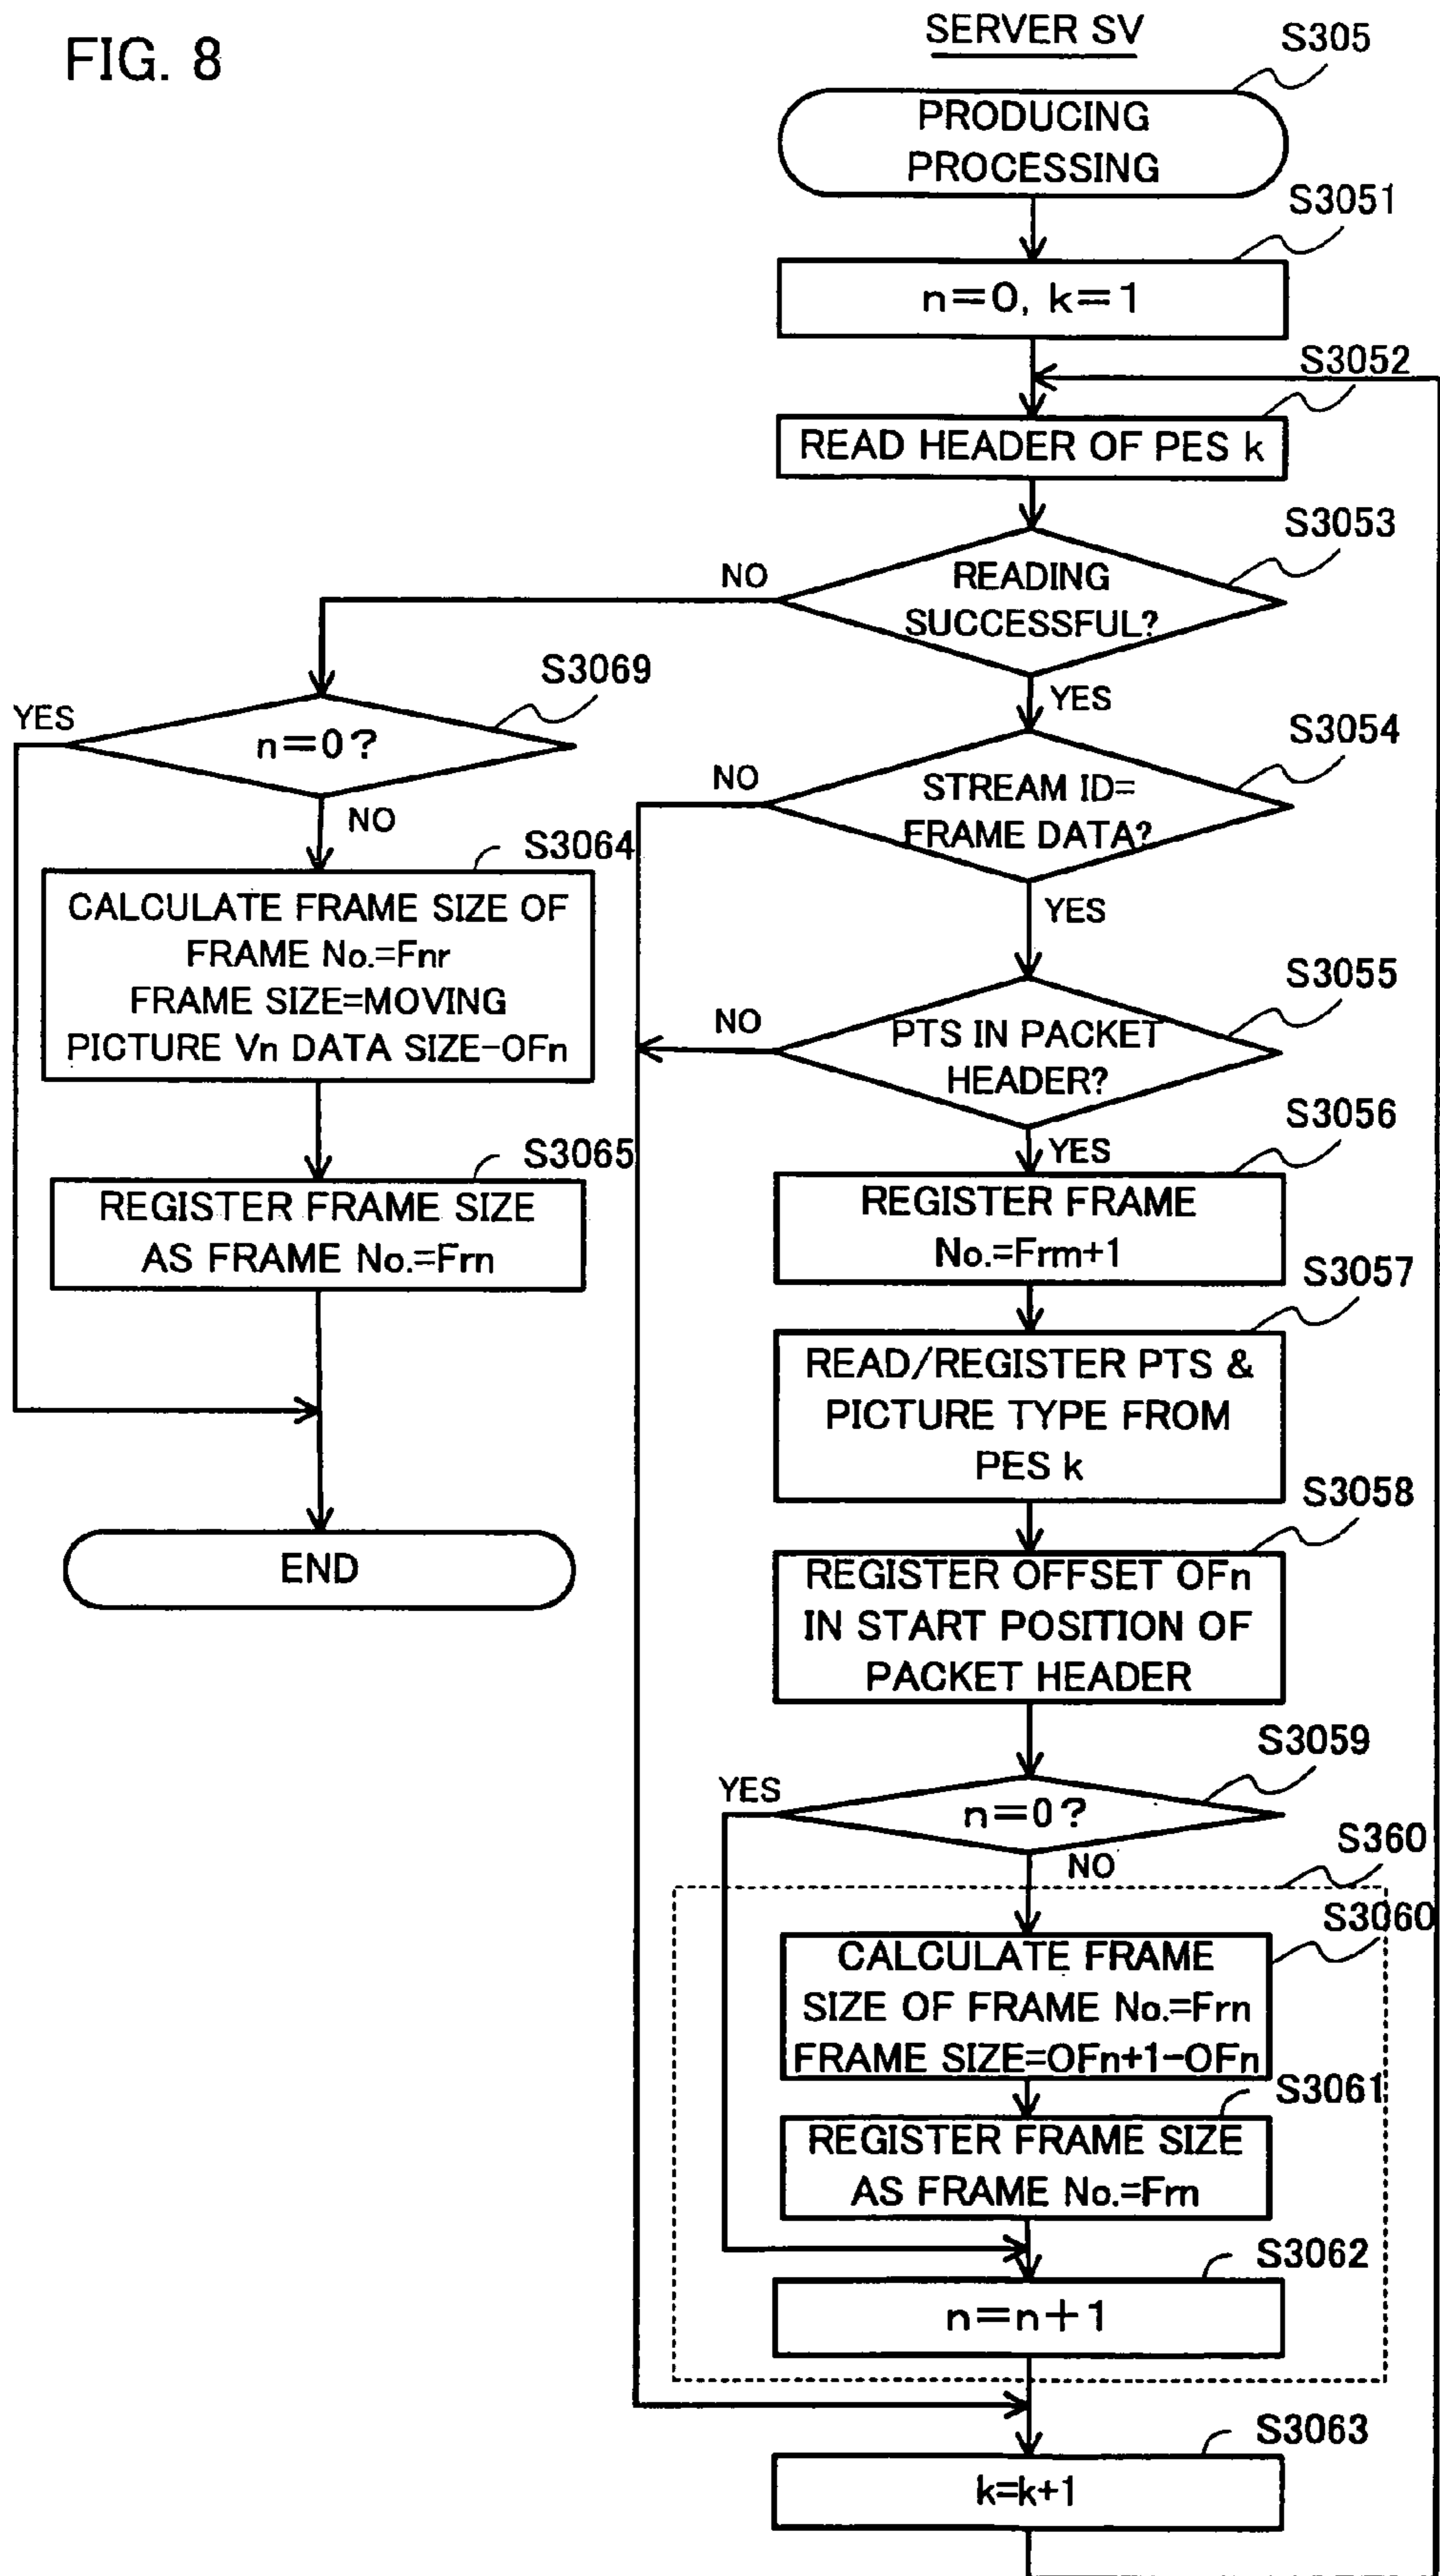 FIG. 8
SERVER SV
S305
PRODUCING
PROCESSING
S3051
n=0, k=1
S3052
READ HEADER OF PES k
S3053
READING
SUCCESSFUL?
NO
YES
S3069
n=0?
YES
NO
S3064
CALCULATE FRAME SIZE OF
FRAME No.=Fnr
FRAME SIZE=MOVING
PICTURE Vn DATA SIZE-OFn
S3065
REGISTER FRAME SIZE
AS FRAME No.=Frn
END
S3054
STREAM ID=
FRAME DATA?
NO
YES
S3055
PTS IN PACKET
HEADER?
NO
YES
S3056
REGISTER FRAME
No.=Frm+1
S3057
READ/REGISTER PTS &
PICTURE TYPE FROM
PES k
S3058
REGISTER OFFSET OFn
IN START POSITION OF
PACKET HEADER
S3059
n=0?
YES
NO
S360
S3060
CALCULATE FRAME
SIZE OF FRAME No.=Frn
FRAME SIZE=OFn+1-OFn
S3061
REGISTER FRAME SIZE
AS FRAME No.=Frn
S3062
n=n+1
S3063
k=k+1